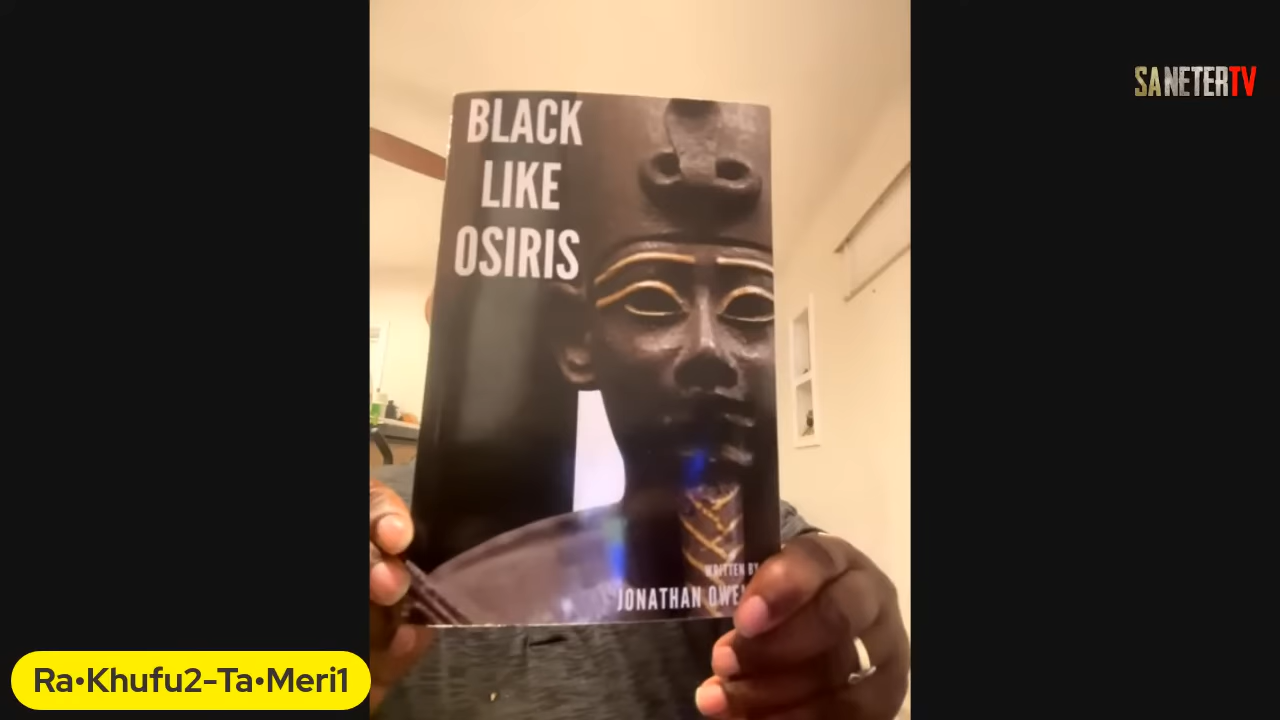 BLACK
LIKE
OSIRIS
WRITTEN BY
JONATHAN
SANETERTV
Ra•Khufu2-Ta•Meri1